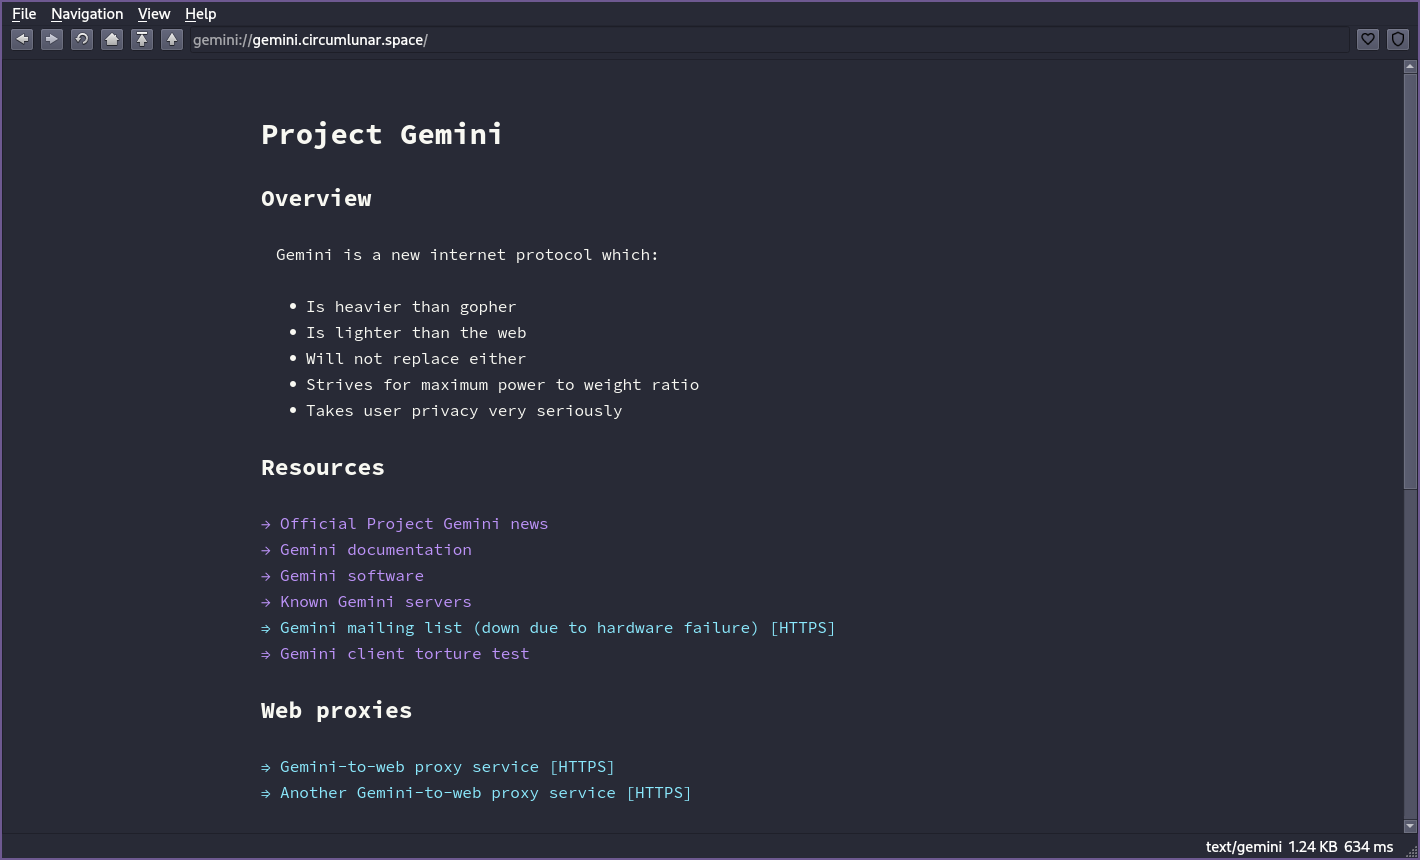 File Navigation View Help
gemini://gemini.circumlunar.space/
Project Gemini
Overview
Gemini is a new internet protocol which:
• Is heavier than gopher
• Is lighter than the web
• Will not replace either
• Strives for maximum power to weight ratio
• Takes user privacy very seriously
Resources
→ Official Project Gemini news
→ Gemini documentation
→ Gemini software
→ Known Gemini servers
⇒ Gemini mailing list (down due to hardware failure) [HTTPS]
⇒ Gemini client torture test
Web proxies
⇒ Gemini-to-web proxy service [HTTPS]
⇒ Another Gemini-to-web proxy service [HTTPS]
text/gemini 1.24 KB 634 ms